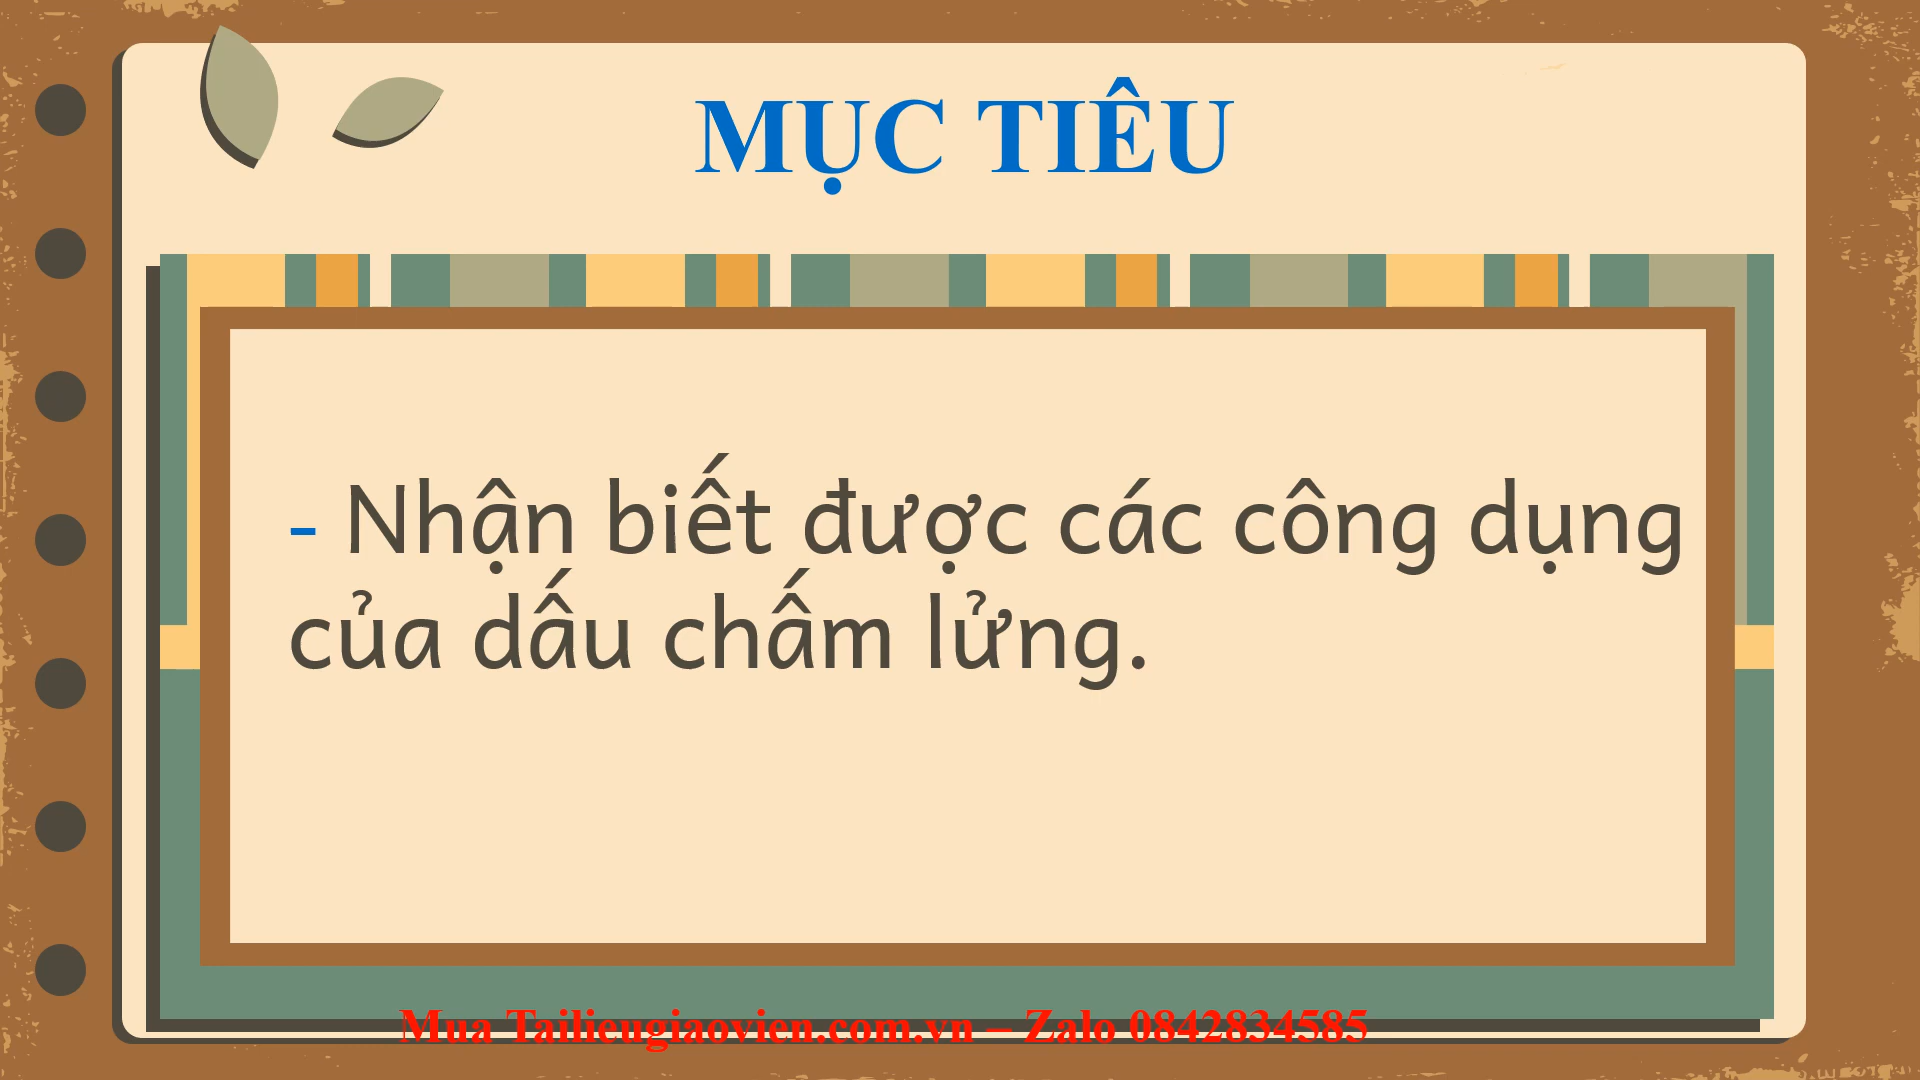 MỤC TIÊU
- Nhận biết được các công dụng
của dấu chấm lửng.
Mua Tailieugiaovien.com.vn – Zalo 0842834585